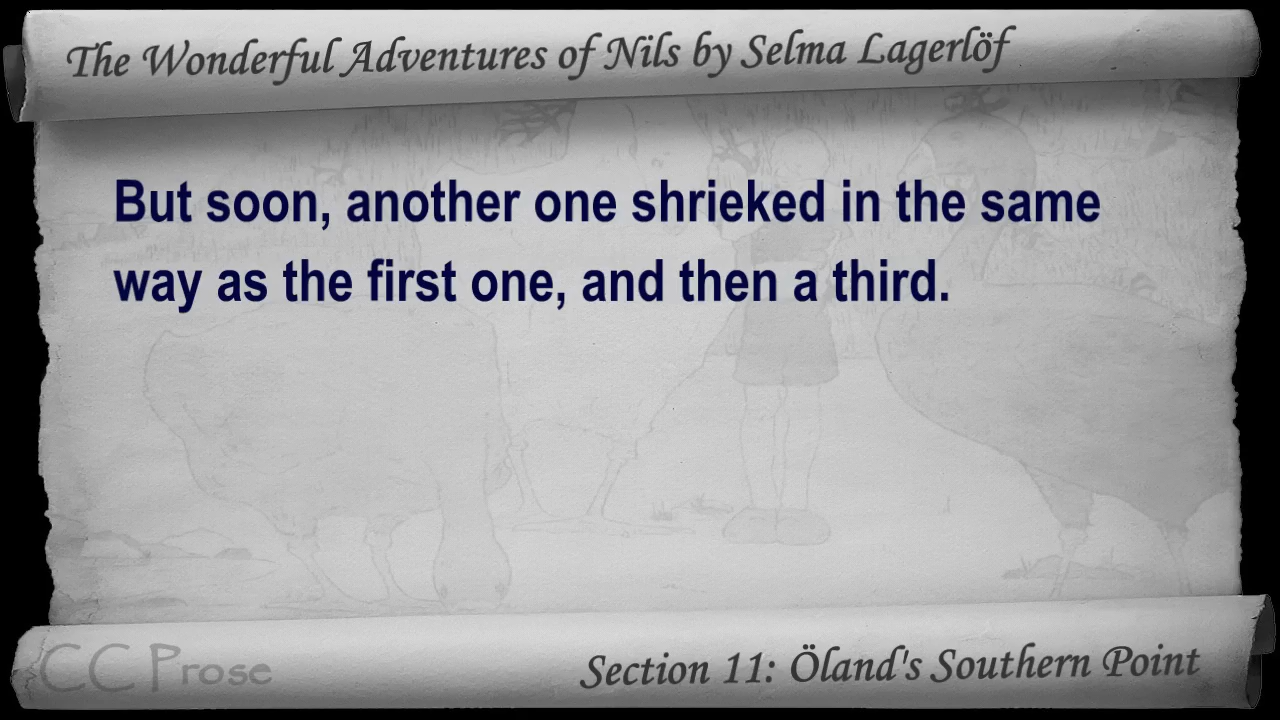 The Wonderful Adventures of Nils by Selma Lagerlöf
But soon, another one shrieked in the same
way as the first one, and then a third.
CC Prose
Section 11: Öland's Southern Point